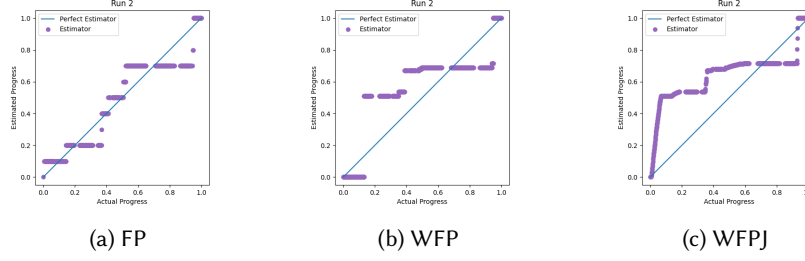 Run 2
Perfect Estimator
Estimator
Estimated Progress
1.0
0.8
0.6
0.4
0.2
0.0
0.0 0.2 0.4 0.6 0.8 1.0
Actual Progress
(a) FP
Run 2
Perfect Estimator
Estimator
Estimated Progress
1.0
0.8
0.6
0.4
0.2
0.0
0.0 0.2 0.4 0.6 0.8 1.0
Actual Progress
(b) WFP
Run 2
Perfect Estimator
Estimator
Estimated Progress
1.0
0.8
0.6
0.4
0.2
0.0
0.0 0.2 0.4 0.6 0.8 1.0
Actual Progress
(c) WFPJ